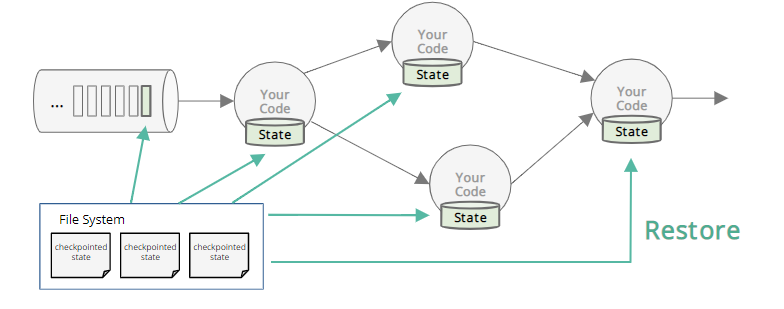 Your
Code
State
...
Your
Code
State
Your
Code
State
Your
Code
State
File System
checkpointed
state
checkpointed
state
checkpointed
state
Restore